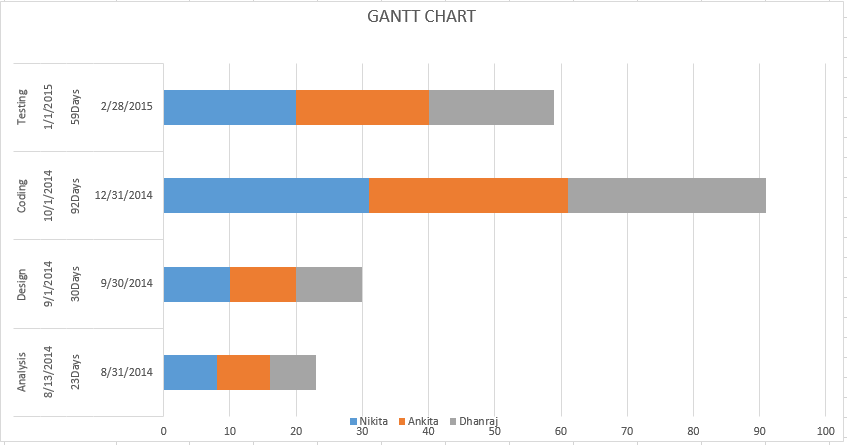 GANTT CHART
Testing
1/1/2015
59Days
2/28/2015
Coding
10/1/2014
92Days
12/31/2014
Design
9/1/2014
30Days
9/30/2014
Analysis
8/13/2014
23Days
8/31/2014
Nikita Ankita Dhanraj
0 10 20 30 40 50 60 70 80 90 100